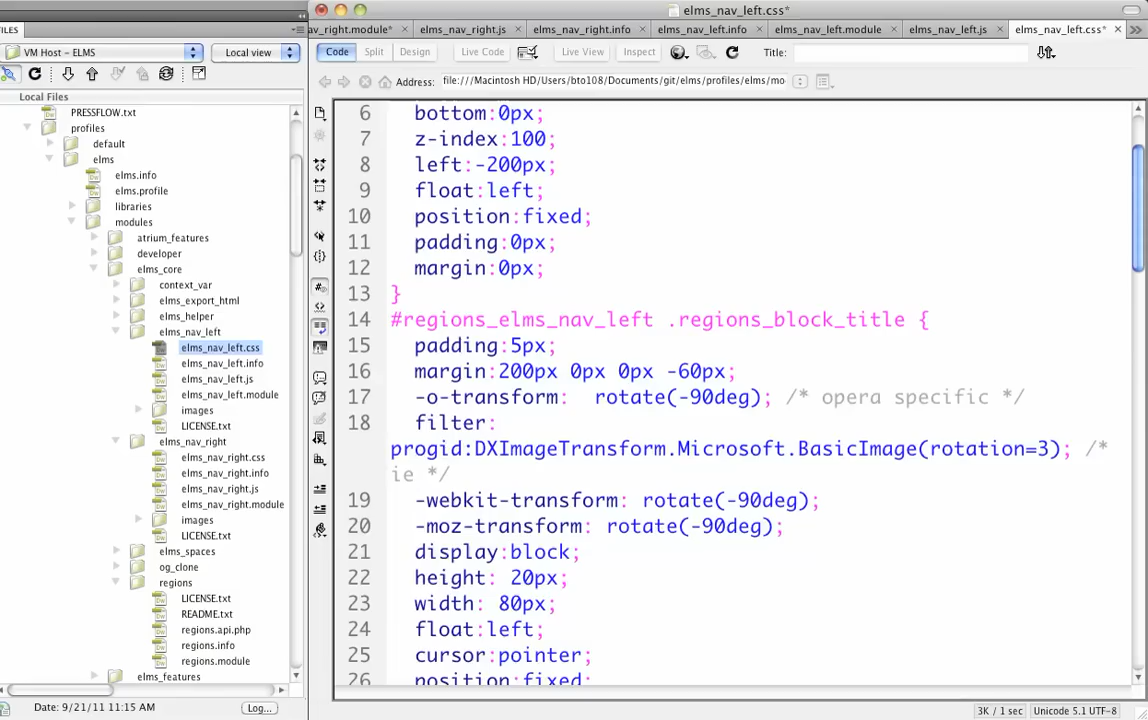 elms_nav_left.css*
FILES
av_right.module* × elms_nav_right.js × elms_nav_right.info × elms_nav_left.info × elms_nav_left.module × elms_nav_left.js × elms_nav_left.css* ×
VM Host – ELMS Local view Code Split Design Live Code Live View Inspect Title:
Address: file:///Macintosh HD/Users/bto108/Documents/git/elms/profiles/elms/mo
Local Files
PRESSFLOW.txt
profiles
default
elms
elms.info
elms.profile
libraries
modules
atrium_features
developer
elms_core
context_var
elms_export_html
elms_helper
elms_nav_left
elms_nav_left.css
elms_nav_left.info
elms_nav_left.js
elms_nav_left.module
images
LICENSE.txt
elms_nav_right
elms_nav_right.css
elms_nav_right.info
elms_nav_right.js
elms_nav_right.module
images
LICENSE.txt
elms_spaces
og_clone
regions
LICENSE.txt
README.txt
regions.api.php
regions.info
regions.module
elms_features
6 bottom:0px;
7 z-index:100;
8 left:-200px;
9 float:left;
10 position:fixed;
11 padding:0px;
12 margin:0px;
13 }
14 #regions_elms_nav_left .regions_block_title {
15 padding:5px;
16 margin:200px 0px 0px -60px;
17 -o-transform: rotate(-90deg); /* opera specific */
18 filter:
progid:DXImageTransform.Microsoft.BasicImage(rotation=3); /*
ie */
19 -webkit-transform: rotate(-90deg);
20 -moz-transform: rotate(-90deg);
21 display:block;
22 height: 20px;
23 width: 80px;
24 float:left;
25 cursor:pointer;
26 position:fixed;
Date: 9/21/11 11:15 AM Log... 3K / 1 sec Unicode 5.1 UTF-8